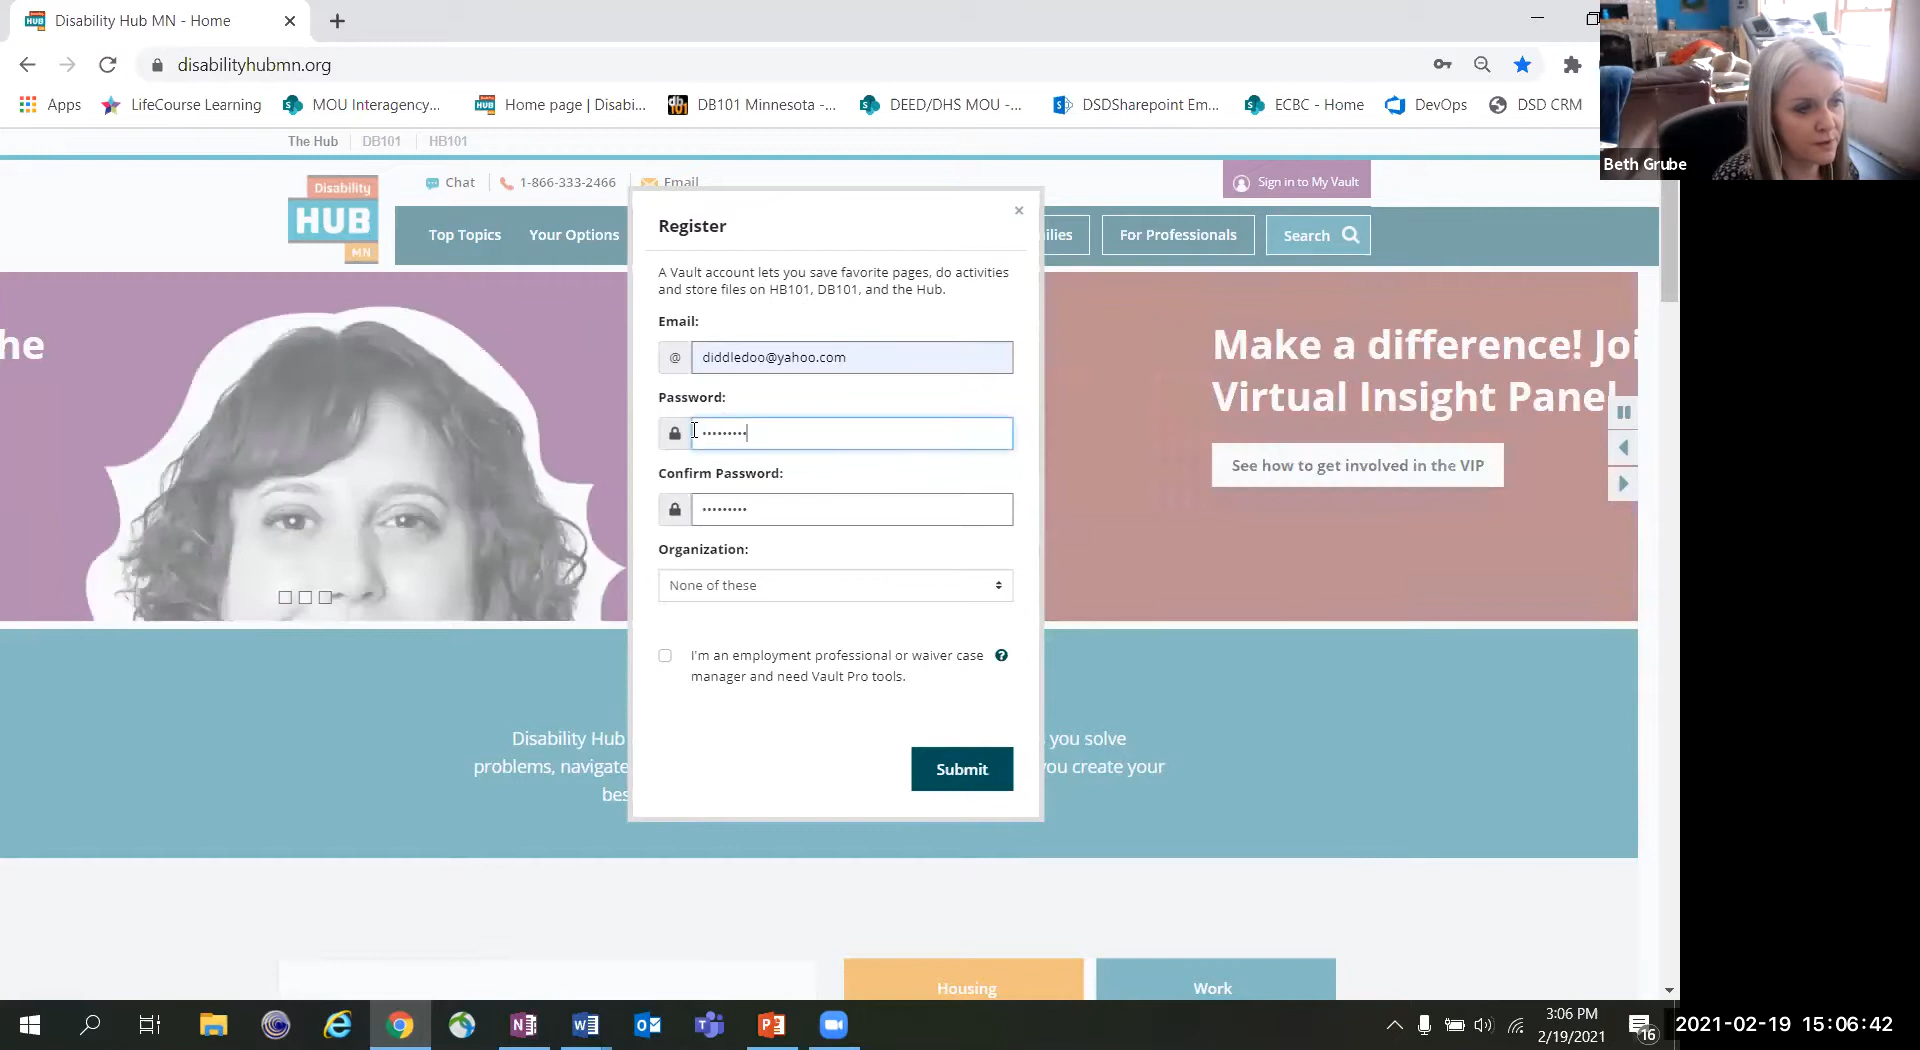 Disability Hub MN - Home
disabilityhubmn.org
Apps
LifeCourse Learning
MOU Interagency...
Home page | Disabi...
DB101 Minnesota -...
DEED/DHS MOU -...
DSDSharepoint Em...
ECBC - Home
DevOps
DSD CRM
Beth Grube
The Hub
DB101
HB101
Disability
HUB
MN
Chat
1-866-333-2466
Email
Sign in to My Vault
Top Topics
Your Options
ilies
For Professionals
Search
Register
A Vault account lets you save favorite pages, do activities
and store files on HB101, DB101, and the Hub.
Email:
@
diddledoo@yahoo.com
Password:
Confirm Password:
Organization:
None of these
I'm an employment professional or waiver case
manager and need Vault Pro tools.
Submit
he
Make a difference! Joi
Virtual Insight Panel
See how to get involved in the VIP
Disability Hub
you solve
problems, navigate
you create your
bes
Housing
Work
3:06 PM
2/19/2021
16
2021-02-19 15:06:42